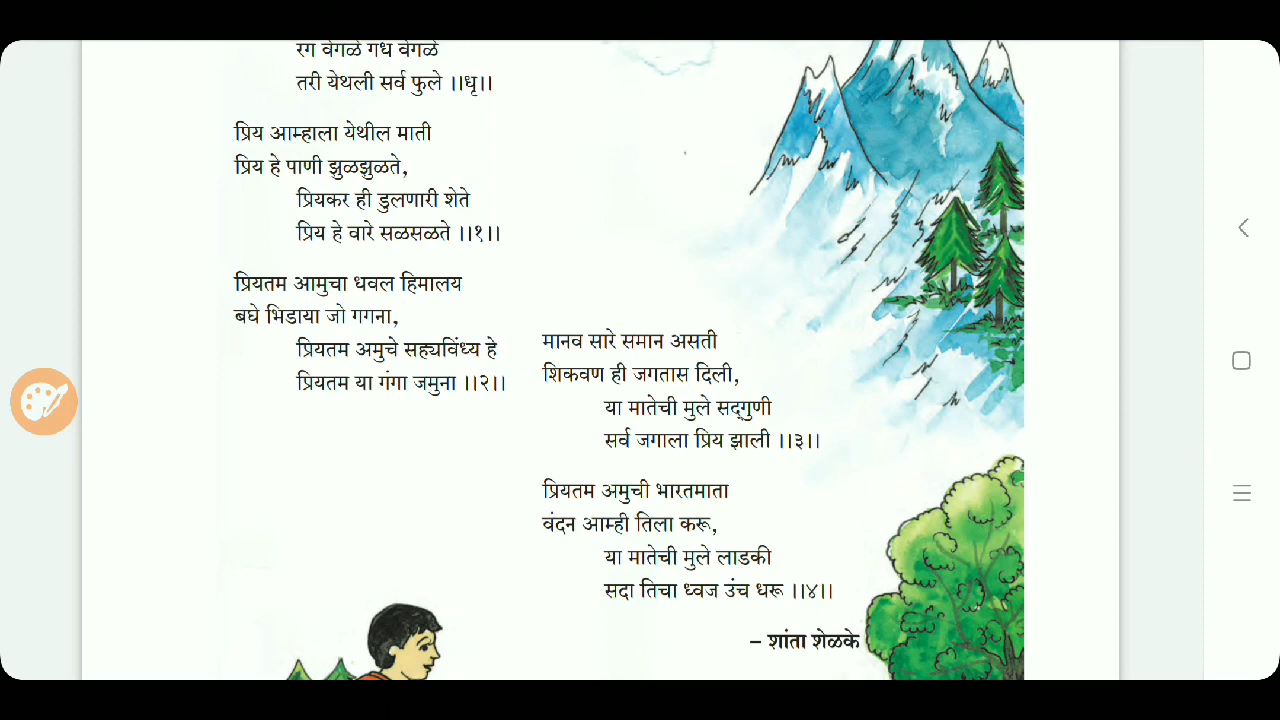 रंग वेगळे गंध वेगळे
तरी येथली सर्व फुले ।।धृ।।
प्रिय आम्हाला येथील माती
प्रिय हे पाणी झुळझुळते,
प्रियकर ही डुलणारी शेते
प्रिय हे वारे सळसळते ।।१।।
प्रियतम आमुचा धवल हिमालय
बघे भिडाया जो गगना,
प्रियतम अमुचे सह्यविंध्य हे
प्रियतम या गंगा जमुना ।।२।।
मानव सारे समान असती
शिकवण ही जगतास दिली,
या मातेची मुले सद्‌गुणी
सर्व जगाला प्रिय झाली ।।३।।
प्रियतम अमुची भारतमाता
वंदन आम्ही तिला करू,
या मातेची मुले लाडकी
सदा तिचा ध्वज उंच धरू ।।४।।
– शांता शेळके